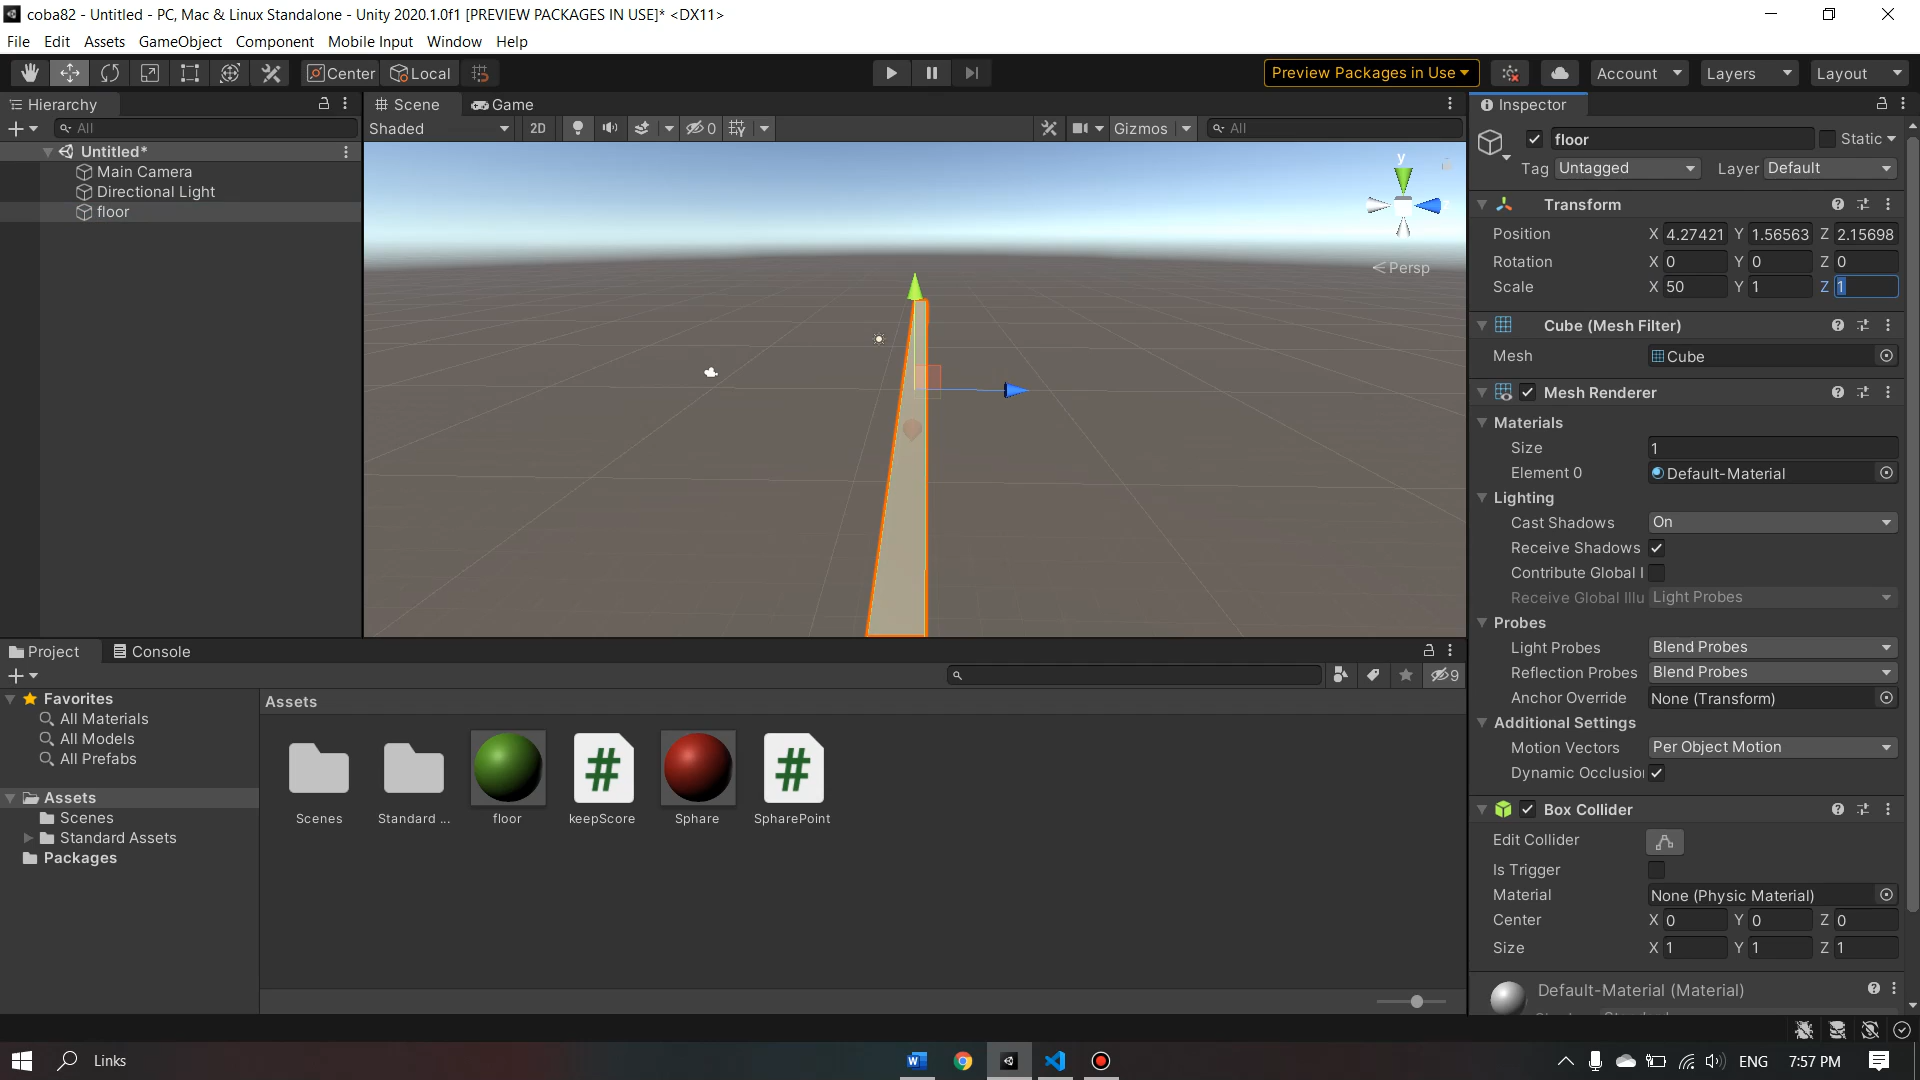 coba82 - Untitled - PC, Mac & Linux Standalone - Unity 2020.1.0f1 [PREVIEW PACKAGES IN USE]* <DX11>
File Edit Assets GameObject Component Mobile Input Window Help
Center Local Preview Packages in Use Account Layers Layout
Hierarchy
All
Untitled*
Main Camera
Directional Light
floor
Scene Game
Shaded 2D 0 Gizmos All
y
z
Persp
Inspector
floor Static
Tag Untagged Layer Default
Transform
Position X 4.27421 Y 1.56563 Z 2.15698
Rotation X 0 Y 0 Z 0
Scale X 50 Y 1 Z 1
Cube (Mesh Filter)
Mesh Cube
Mesh Renderer
Materials
Size 1
Element 0 Default-Material
Lighting
Cast Shadows On
Receive Shadows
Contribute Global I
Receive Global Illu Light Probes
Probes
Light Probes Blend Probes
Reflection Probes Blend Probes
Anchor Override None (Transform)
Additional Settings
Motion Vectors Per Object Motion
Dynamic Occlusio
Box Collider
Edit Collider
Is Trigger
Material None (Physic Material)
Center X 0 Y 0 Z 0
Size X 1 Y 1 Z 1
Default-Material (Material)
Project Console
9
Favorites
All Materials
All Models
All Prefabs
Assets
Scenes
Standard Assets
Packages
Assets
Scenes Standard ... floor keepScore Sphare SpharePoint
Links ENG 7:57 PM